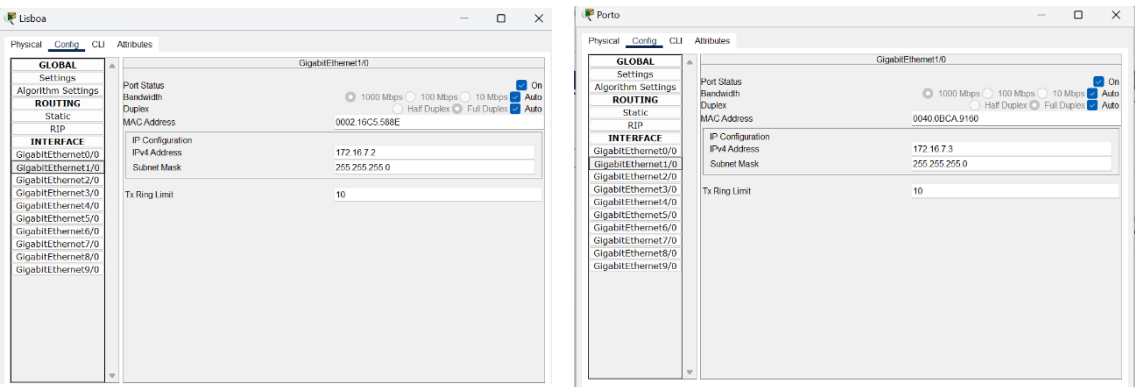 Lisboa
Physical Config CLI Attributes
GLOBAL
Settings
Algorithm Settings
ROUTING
Static
RIP
INTERFACE
GigabitEthernet0/0
GigabitEthernet1/0
GigabitEthernet2/0
GigabitEthernet3/0
GigabitEthernet4/0
GigabitEthernet5/0
GigabitEthernet6/0
GigabitEthernet7/0
GigabitEthernet8/0
GigabitEthernet9/0
GigabitEthernet1/0
Port Status On
Bandwidth 1000 Mbps 100 Mbps 10 Mbps Auto
Duplex Half Duplex Full Duplex Auto
MAC Address 0002.16C5.588E
IP Configuration
IPv4 Address 172.16.7.2
Subnet Mask 255.255.255.0
Tx Ring Limit 10
Porto
Physical Config CLI Attributes
GLOBAL
Settings
Algorithm Settings
ROUTING
Static
RIP
INTERFACE
GigabitEthernet0/0
GigabitEthernet1/0
GigabitEthernet2/0
GigabitEthernet3/0
GigabitEthernet4/0
GigabitEthernet5/0
GigabitEthernet6/0
GigabitEthernet7/0
GigabitEthernet8/0
GigabitEthernet9/0
GigabitEthernet1/0
Port Status On
Bandwidth 1000 Mbps 100 Mbps 10 Mbps Auto
Duplex Half Duplex Full Duplex Auto
MAC Address 0040.0BCA.9160
IP Configuration
IPv4 Address 172.16.7.3
Subnet Mask 255.255.255.0
Tx Ring Limit 10